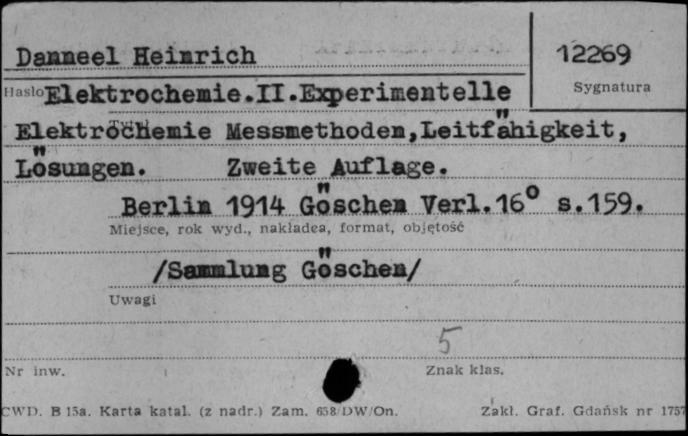 Danneel Heinrich
12269
Sygnatura
Hasło Elektrochemie.II.Experimentelle
Elektrochemie Messmethoden,Leitfähigkeit,
Lösungen. Zweite Auflage.
Berlin 1914 Göschen Verl.16° s.159.
Miejsce, rok wyd., nakładca, format, objętość
/Sammlung Göschen/
Uwagi
5
Nr inw.
Znak klas.
CWD. B 15a. Karta katal. (z nadr.) Zam. 658/DW/On.
Zakł. Graf. Gdańsk nr 1757